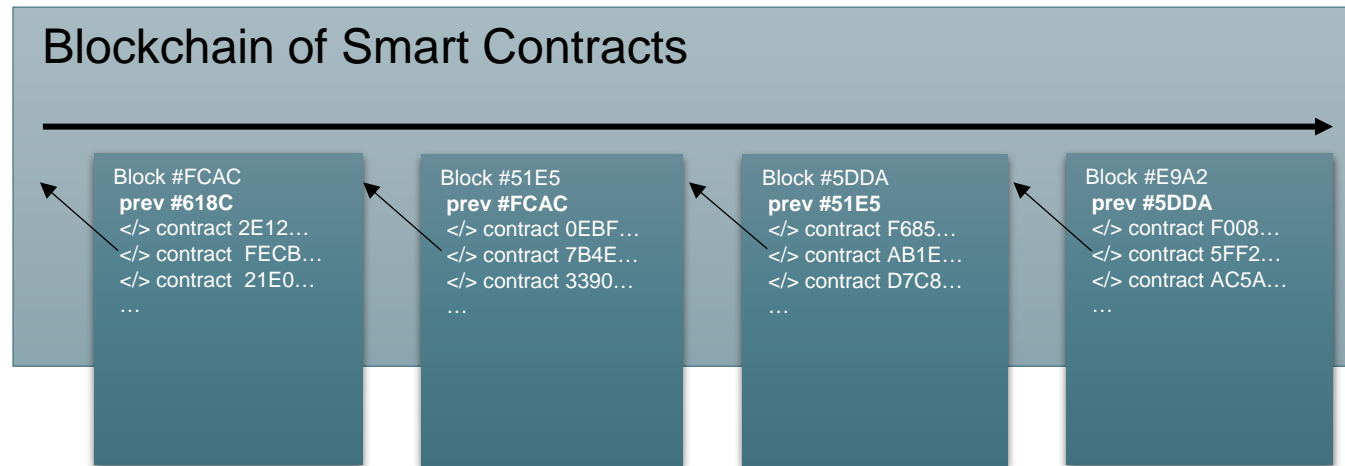 Blockchain of Smart Contracts
Block #FCAC
prev #618C
</> contract 2E12…
</> contract FECB…
</> contract 21E0…
…
Block #51E5
prev #FCAC
</> contract 0EBF…
</> contract 7B4E…
</> contract 3390…
…
Block #5DDA
prev #51E5
</> contract F685…
</> contract AB1E…
</> contract D7C8…
…
Block #E9A2
prev #5DDA
</> contract F008…
</> contract 5FF2…
</> contract AC5A…
…